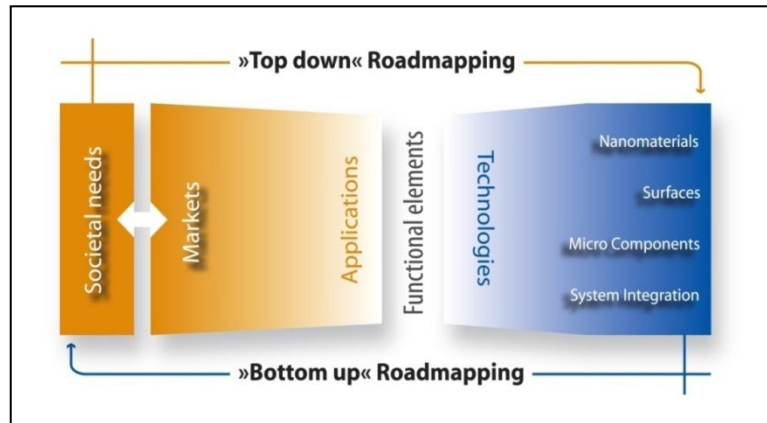 »Top down« Roadmapping
Societal needs
Markets
Applications
Functional elements
Technologies
Nanomaterials
Surfaces
Micro Components
System Integration
»Bottom up« Roadmapping